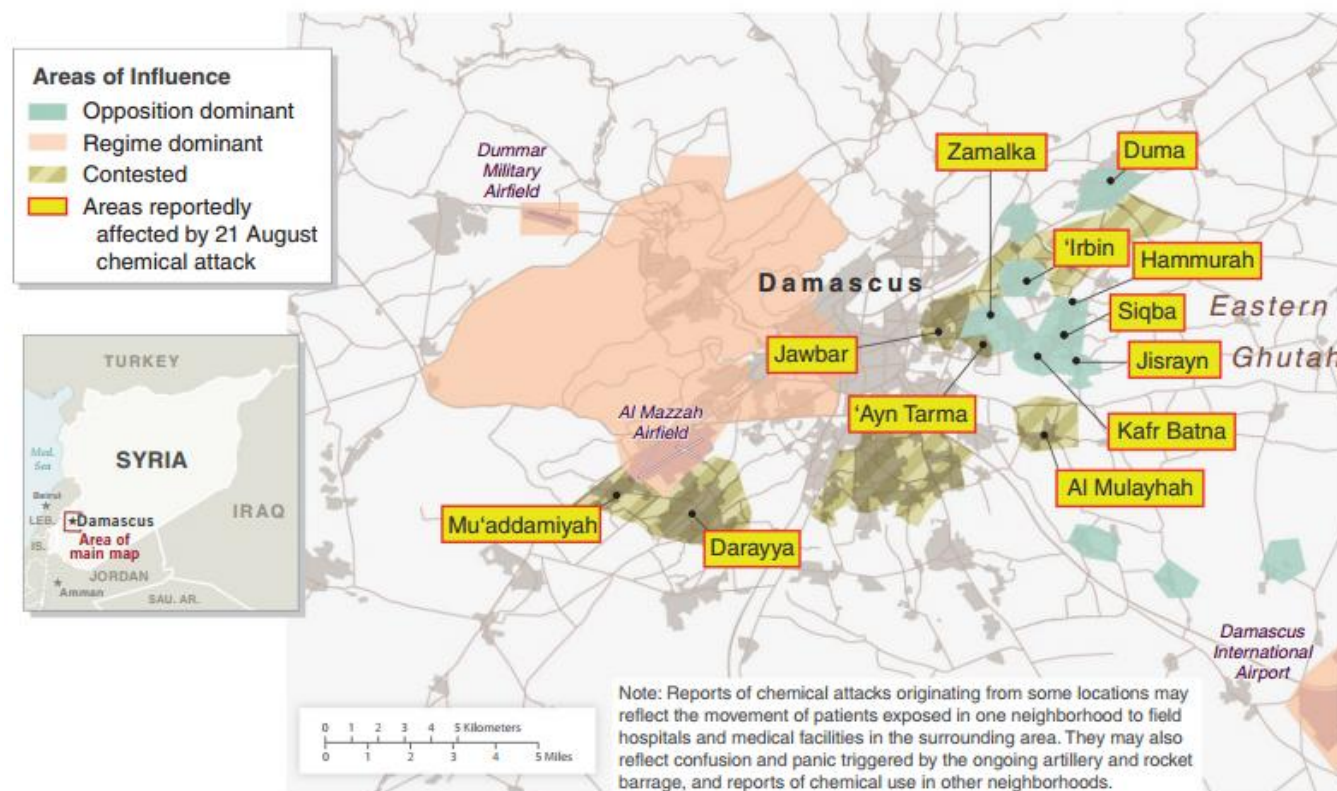 Areas of Influence
Opposition dominant
Regime dominant
Contested
Areas reportedly
affected by 21 August
chemical attack
TURKEY
Med.
Sea
SYRIA
Beirut
LEB.
Damascus
Area of
main map
IRAQ
IS.
JORDAN
Amman
SAU. AR.
Dummar
Military
Airfield
Zamalka
Duma
‘Irbin
Hammurah
Damascus
Siqba
Eastern
Jawbar
Jisrayn
Ghutah
Al Mazzah
Airfield
‘Ayn Tarma
Kafr Batna
Al Mulayhah
Mu‘addamiyah
Darayya
Damascus
International
Airport
0 1 2 3 4 5 Kilometers
0 1 2 3 4 5 Miles
Note: Reports of chemical attacks originating from some locations may
reflect the movement of patients exposed in one neighborhood to field
hospitals and medical facilities in the surrounding area. They may also
reflect confusion and panic triggered by the ongoing artillery and rocket
barrage, and reports of chemical use in other neighborhoods.